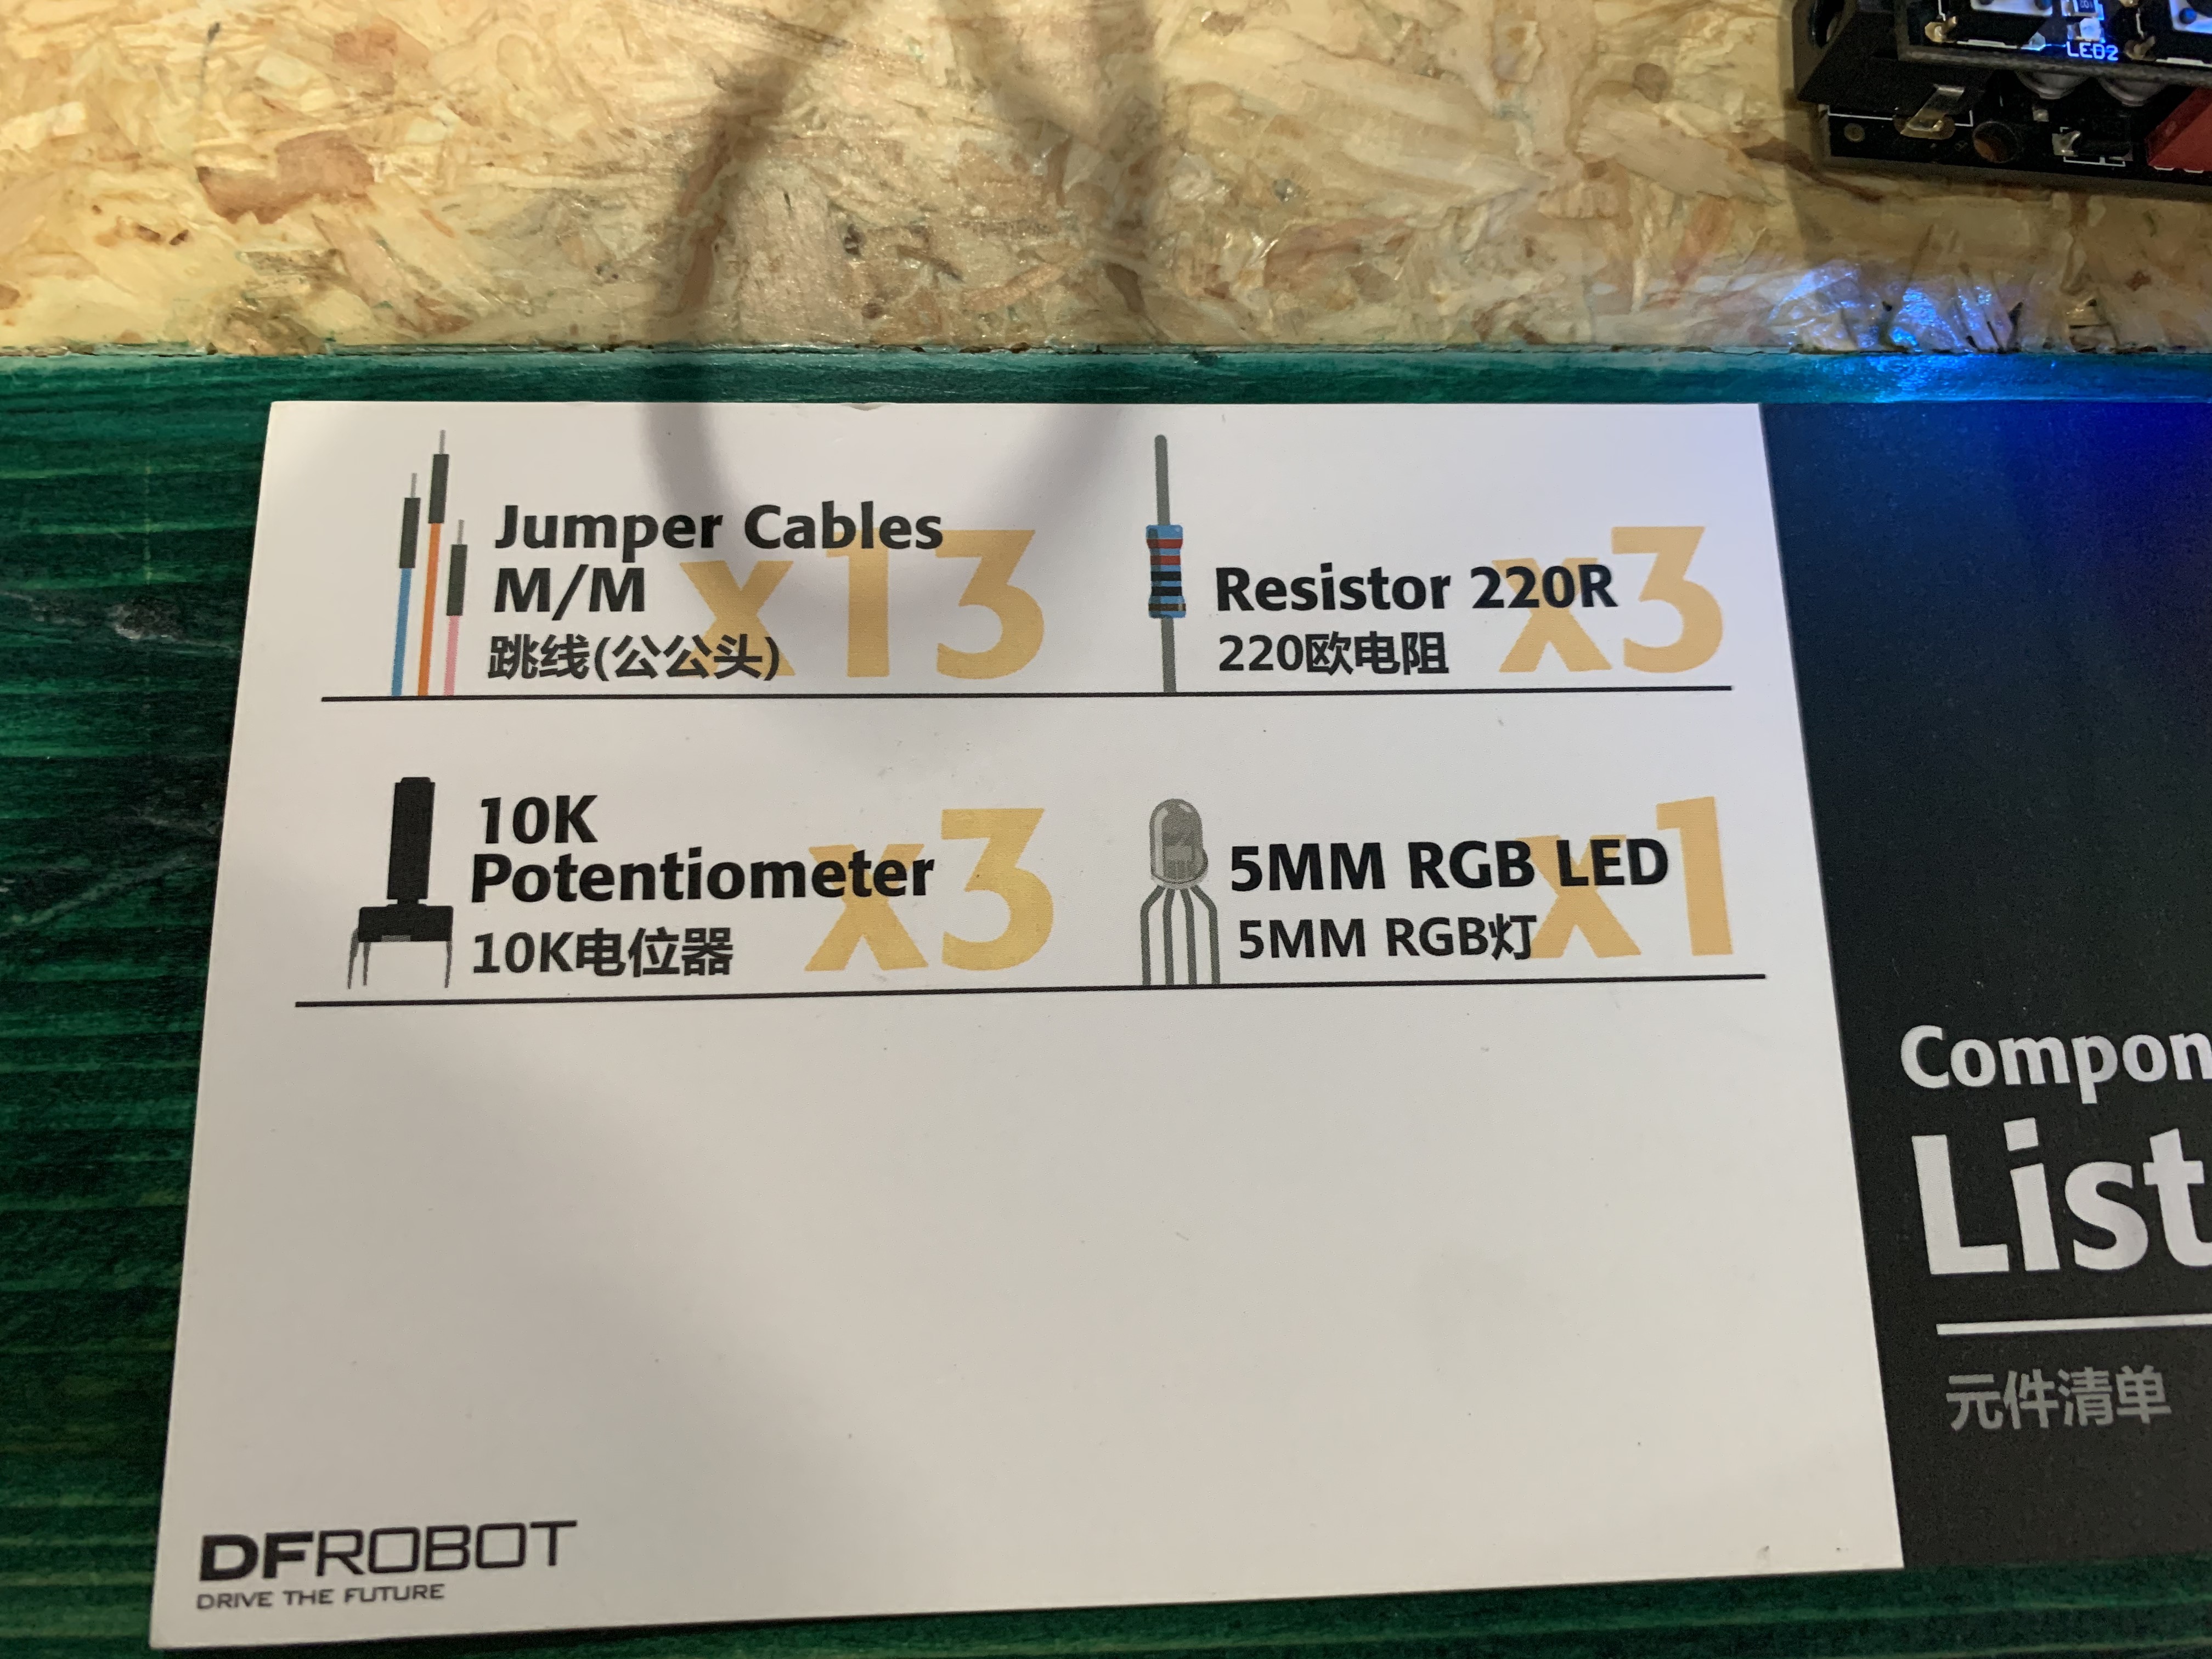 Jumper Cables
M/M
跳线(公公头)
x13
Resistor 220R
220欧电阻
x3
10K
Potentiometer
10K电位器
x3
5MM RGB LED
5MM RGB灯
x1
DFROBOT
DRIVE THE FUTURE
List
元件清单
LED2